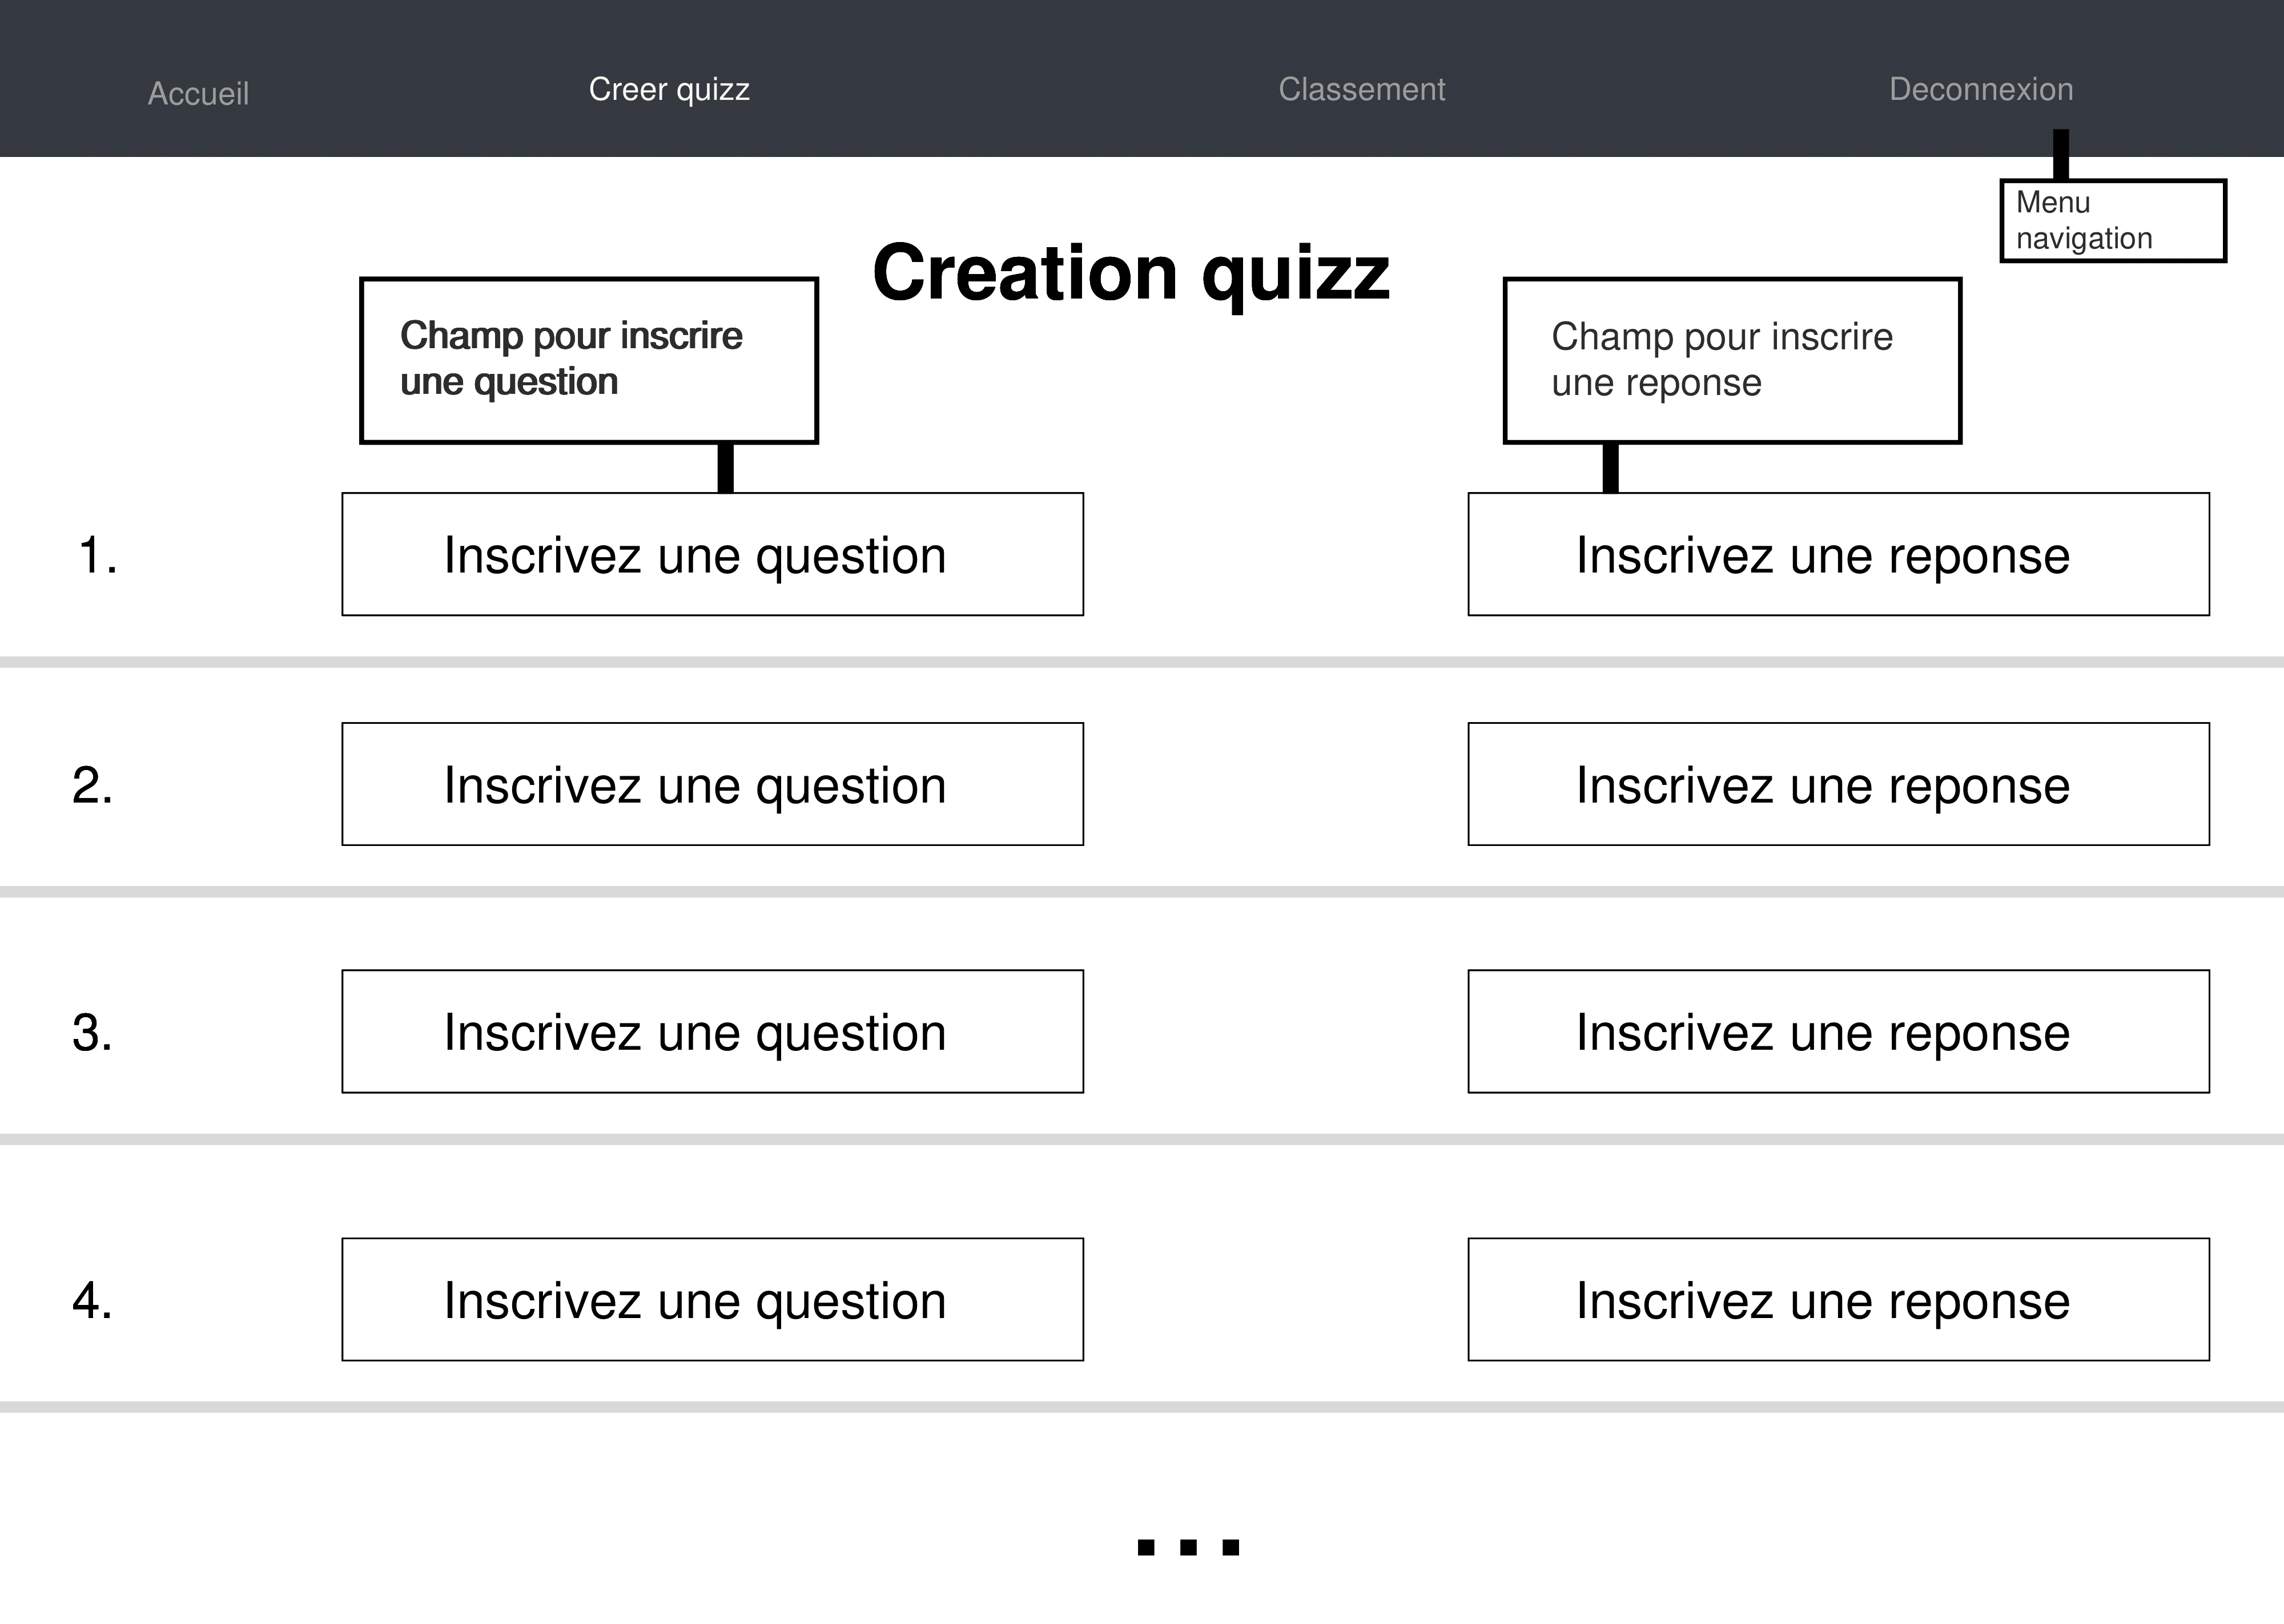 Accueil
Creer quizz
Classement
Deconnexion
Menu
navigation
Creation quizz
Champ pour inscrire
une question
Champ pour inscrire
une reponse
1.
Inscrivez une question
Inscrivez une reponse
2.
Inscrivez une question
Inscrivez une reponse
3.
Inscrivez une question
Inscrivez une reponse
4.
Inscrivez une question
Inscrivez une reponse
...